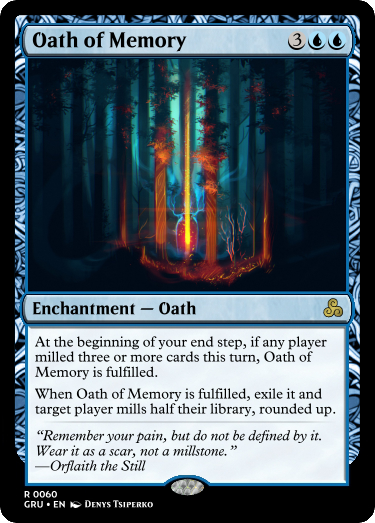 Oath of Memory 3
Enchantment — Oath
At the beginning of your end step, if any player
milled three or more cards this turn, Oath of
Memory is fulfilled.
When Oath of Memory is fulfilled, exile it and
target player mills half their library, rounded up.
“Remember your pain, but do not be defined by it.
Wear it as a scar, not a millstone.”
—Orflaith the Still
R 0060
GRU • EN Denys Tsiperko